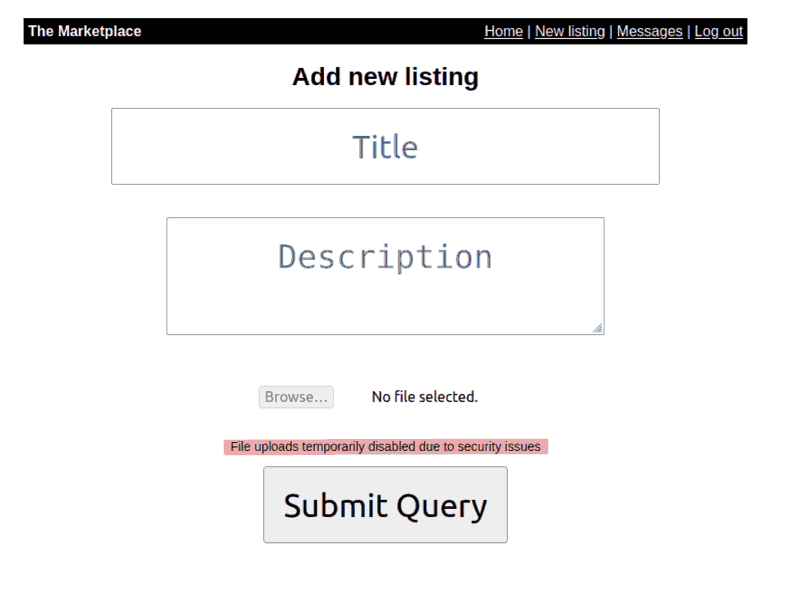 The Marketplace Home | New listing | Messages | Log out
Add new listing
Title
Description
Browse... No file selected.
File uploads temporarily disabled due to security issues
Submit Query